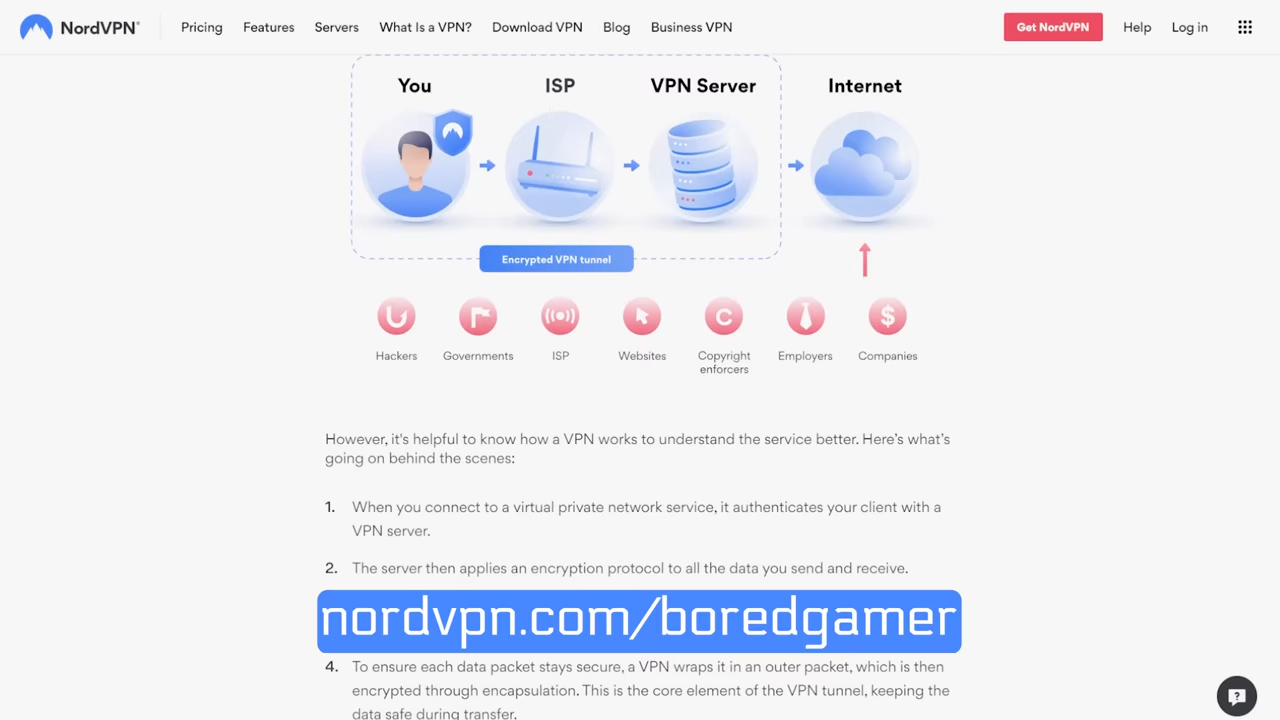 NordVPN®
Pricing
Features
Servers
What Is a VPN?
Download VPN
Blog
Business VPN
Get NordVPN
Help
Log in
You
ISP
VPN Server
Internet
Encrypted VPN tunnel
Hackers
Governments
ISP
Websites
Copyright
enforcers
Employers
Companies
However, it's helpful to know how a VPN works to understand the service better. Here's what's
going on behind the scenes:
1. When you connect to a virtual private network service, it authenticates your client with a
VPN server.
2. The server then applies an encryption protocol to all the data you send and receive.
nordvpn.com/boredgamer
4. To ensure each data packet stays secure, a VPN wraps it in an outer packet, which is then
encrypted through encapsulation. This is the core element of the VPN tunnel, keeping the
data safe during transfer.